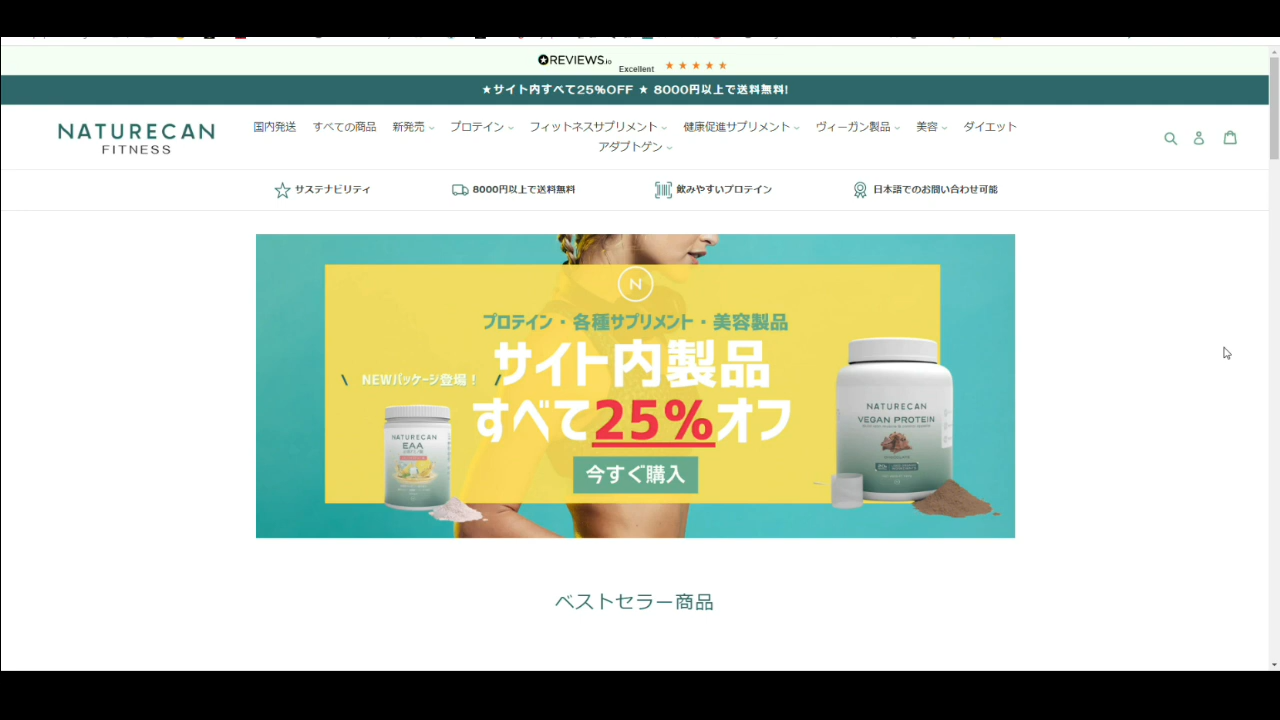 REVIEWS.io
Excellent
★サイト内すべて25%OFF ★ 8000円以上で送料無料!
NATURECAN
FITNESS
国内発送 すべての商品 新発売 プロテイン フィットネスサプリメント 健康促進サプリメント ヴィーガン製品 美容 ダイエット
アダプトゲン
サステナビリティ 8000円以上で送料無料 飲みやすいプロテイン 日本語でのお問い合わせ可能
N
プロテイン・各種サプリメント・美容製品
サイト内製品
\ NEWパッケージ登場! /
すべて25%オフ
今すぐ購入
NATURECAN
EAA
NATURECAN
VEGAN PROTEIN
ベストセラー商品